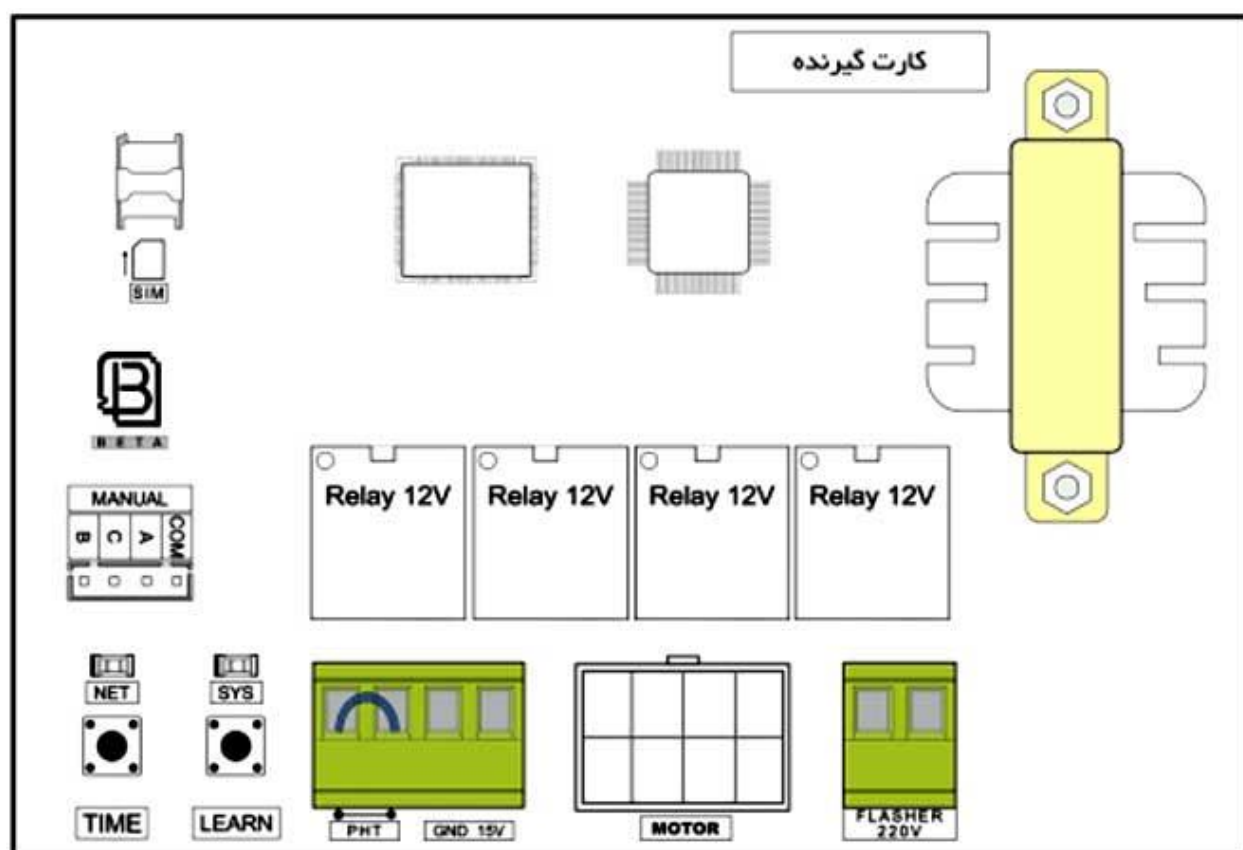 کارت گیرنده
SIM
BETA
MANUAL
B C A COM
Relay 12V Relay 12V Relay 12V Relay 12V
NET SYS
TIME LEARN
PHT GND 15V
MOTOR
FLASHER
220V